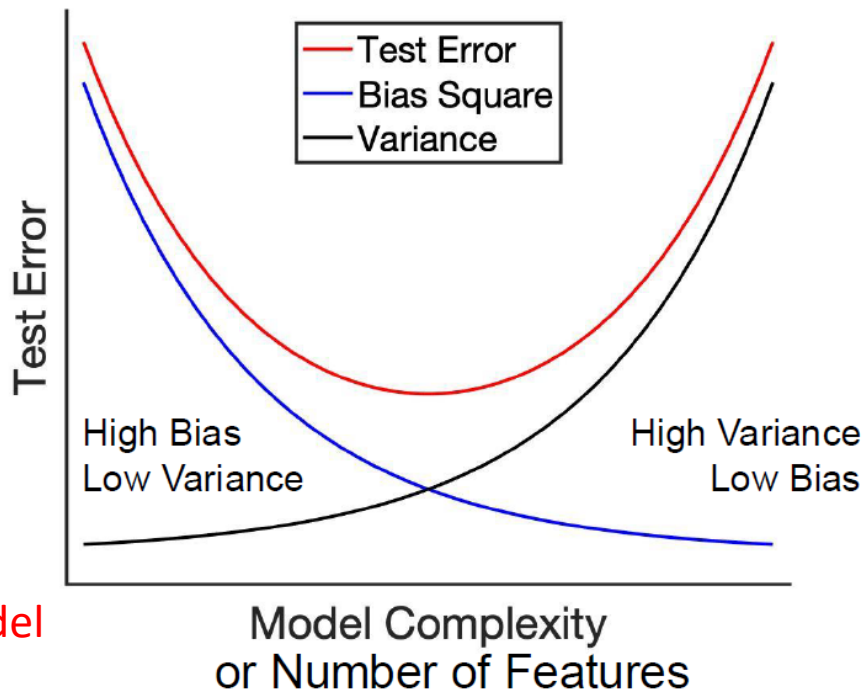 Test Error
Bias Square
Variance
Test Error
High Bias
Low Variance
High Variance
Low Bias
del
Model Complexity
or Number of Features